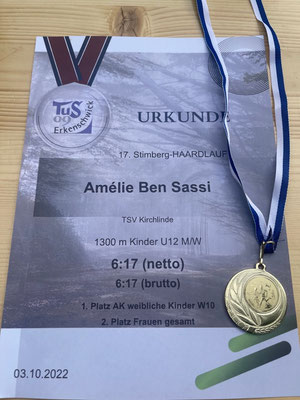 URKUNDE
TuS
09
Erkenschwick
17. Stimberg-HAARDLAUF
Amélie Ben Sassi
TSV Kirchlinde
1300 m Kinder U12 M/W
6:17 (netto)
6:17 (brutto)
1. Platz AK weibliche Kinder W10
2. Platz Frauen gesamt
03.10.2022